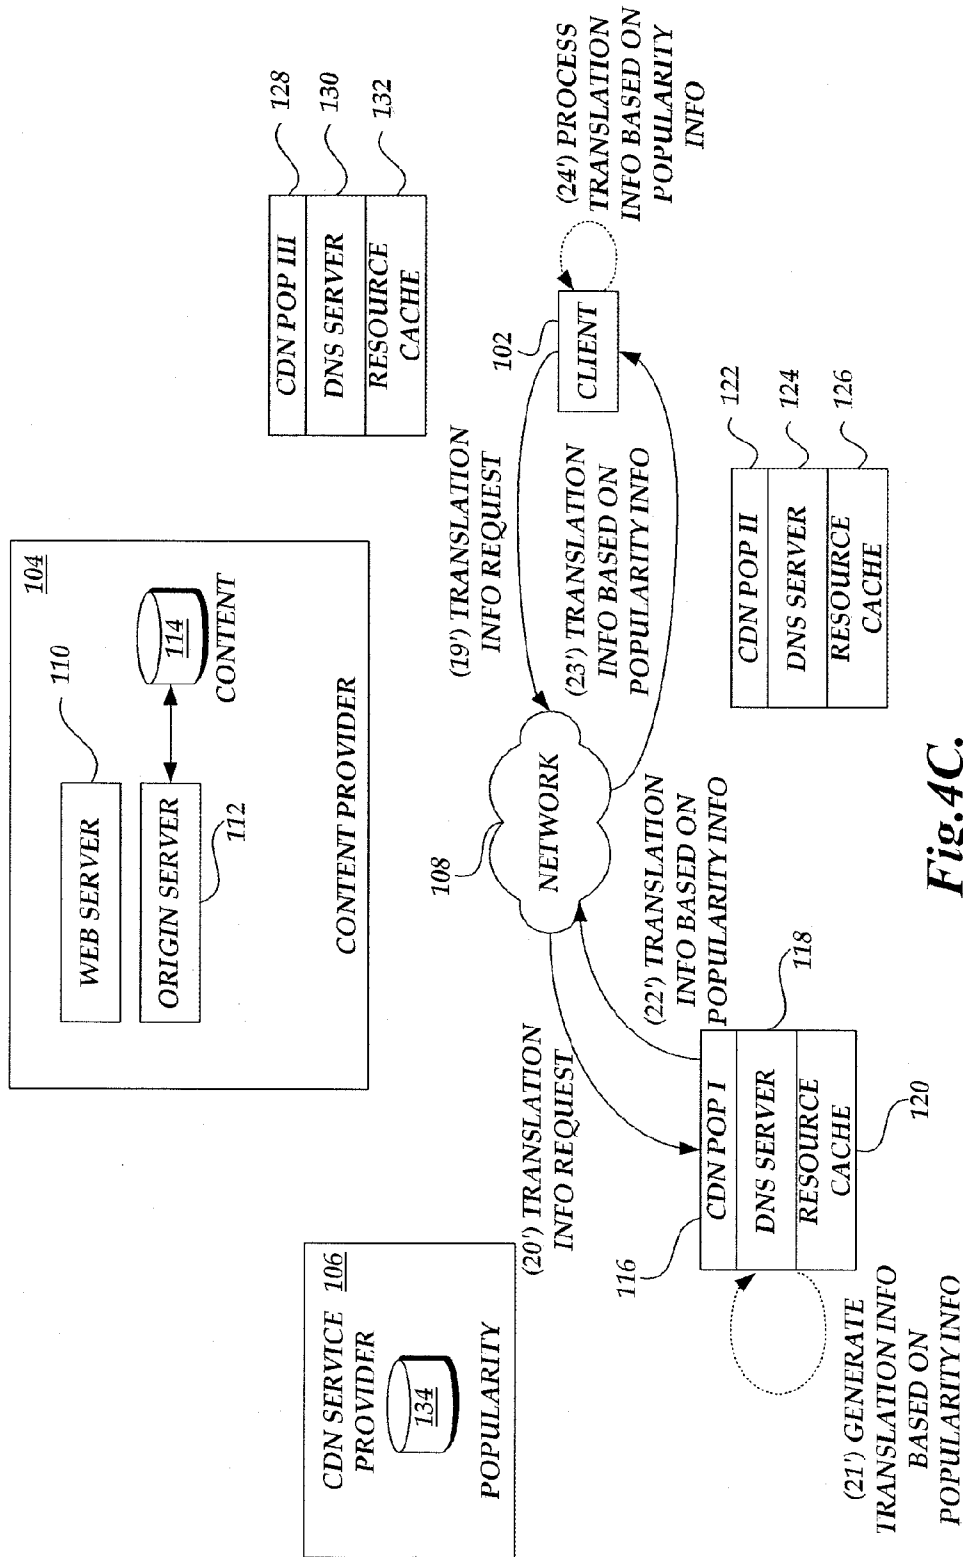 104
WEB SERVER
110
ORIGIN SERVER
112
114
CONTENT
CONTENT PROVIDER
CDN SERVICE
PROVIDER
106
134
POPULARITY
CDN POP III
DNS SERVER
RESOURCE
CACHE
128
130
132
(19') TRANSLATION
INFO REQUEST
102
CLIENT
(24') PROCESS
TRANSLATION
INFO BASED ON
POPULARITY
INFO
108
NETWORK
(23') TRANSLATION
INFO BASED ON
POPULARITY INFO
(20') TRANSLATION
INFO REQUEST
(22') TRANSLATION
INFO BASED ON
POPULARITY INFO
116
CDN POP I
DNS SERVER
RESOURCE
CACHE
118
120
(21') GENERATE
TRANSLATION INFO
BASED ON
POPULARITY INFO
CDN POP II
DNS SERVER
RESOURCE
CACHE
122
124
126
Fig.4C.